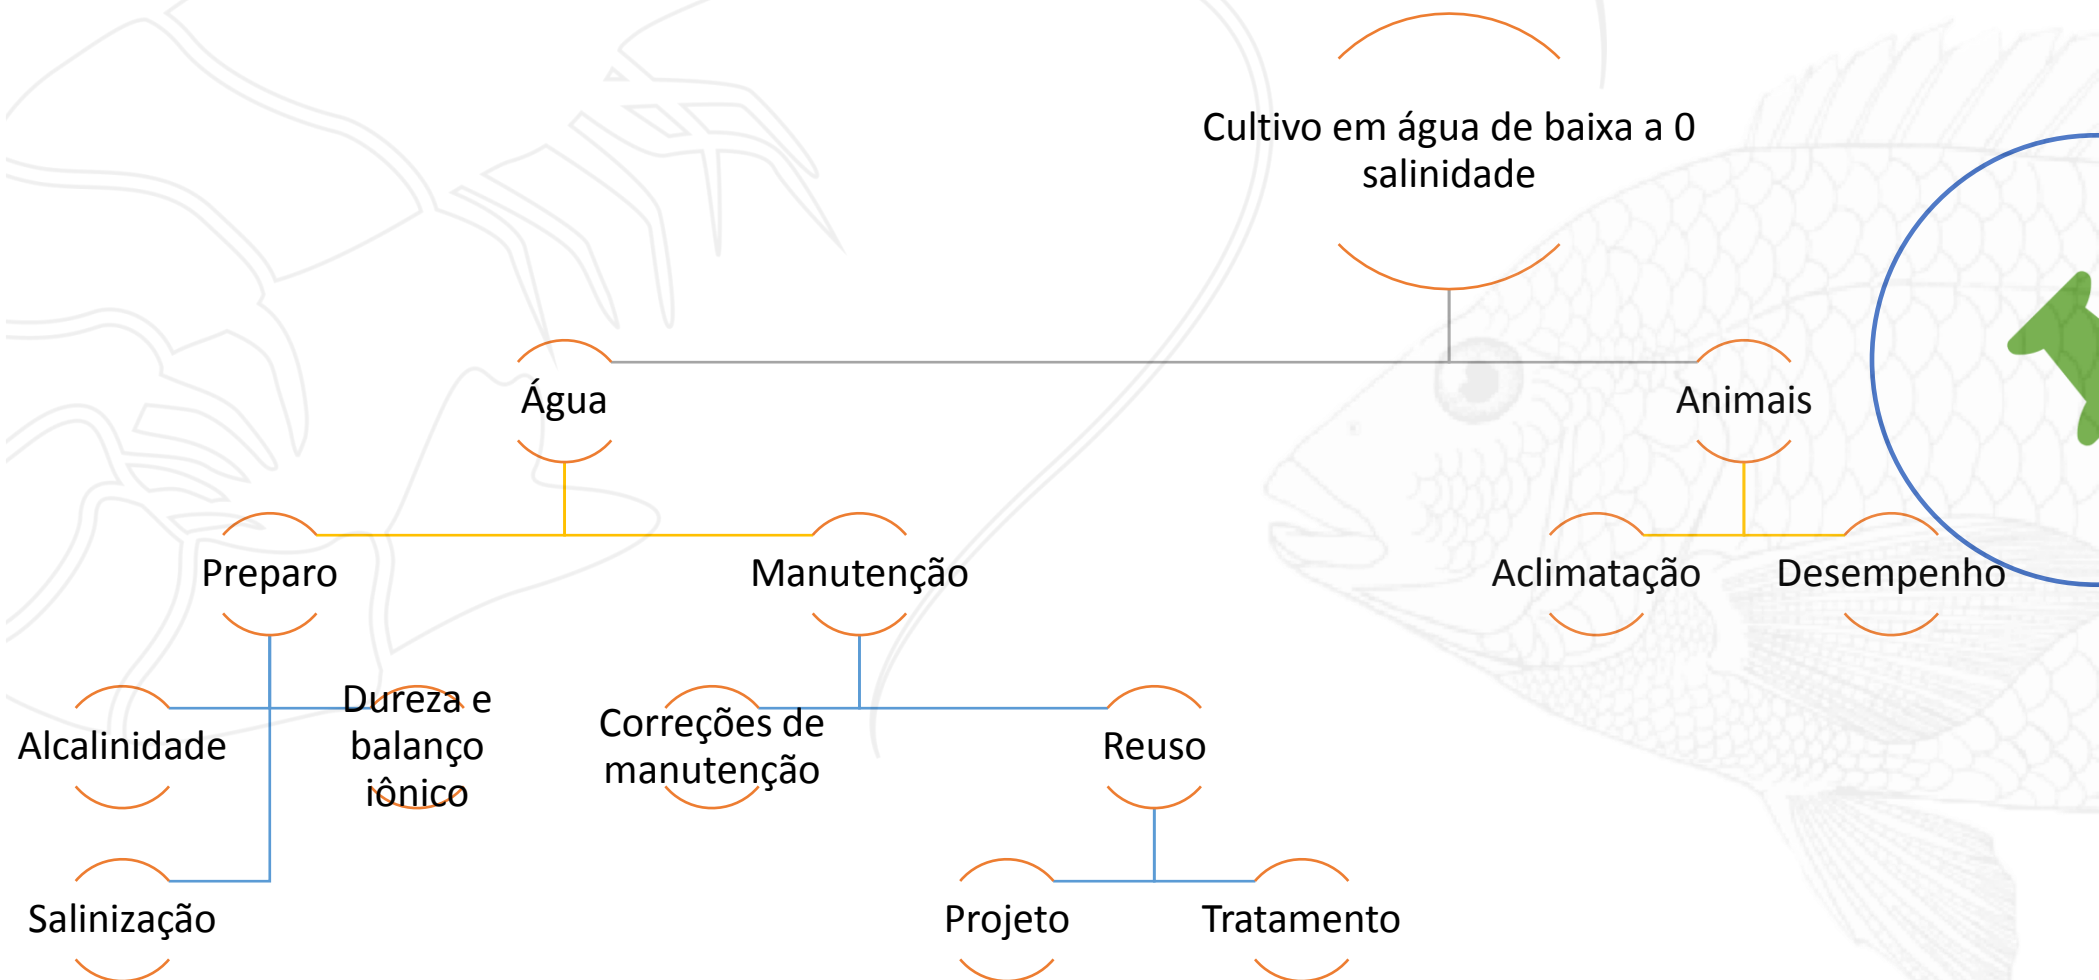 Cultivo em água de baixa a 0
salinidade
Água
Animais
Preparo
Manutenção
Aclimatação
Desempenho
Alcalinidade
Dureza e
balanço
iônico
Correções de
manutenção
Reuso
Salinização
Projeto
Tratamento